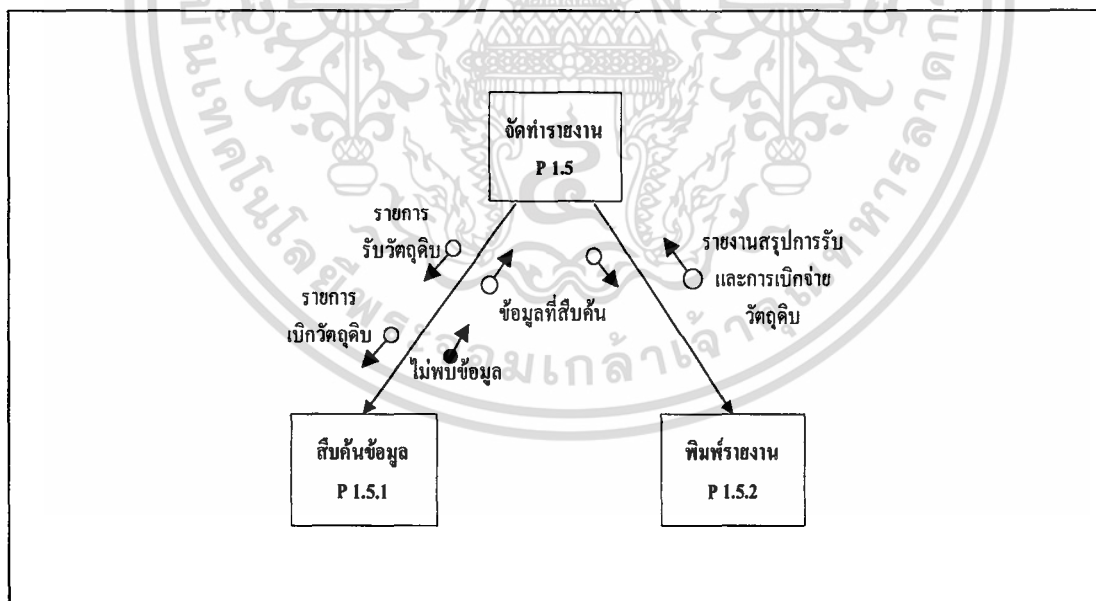 จัดทำรายงาน
P 1.5
รายการ
รับวัตถุดิบ
รายงานสรุปการรับ
และการเบิกจ่าย
วัตถุดิบ
ข้อมูลที่สืบค้น
รายการ
เบิกวัตถุดิบ
ไม่พบข้อมูล
สืบค้นข้อมูล
P 1.5.1
พิมพ์รายงาน
P 1.5.2